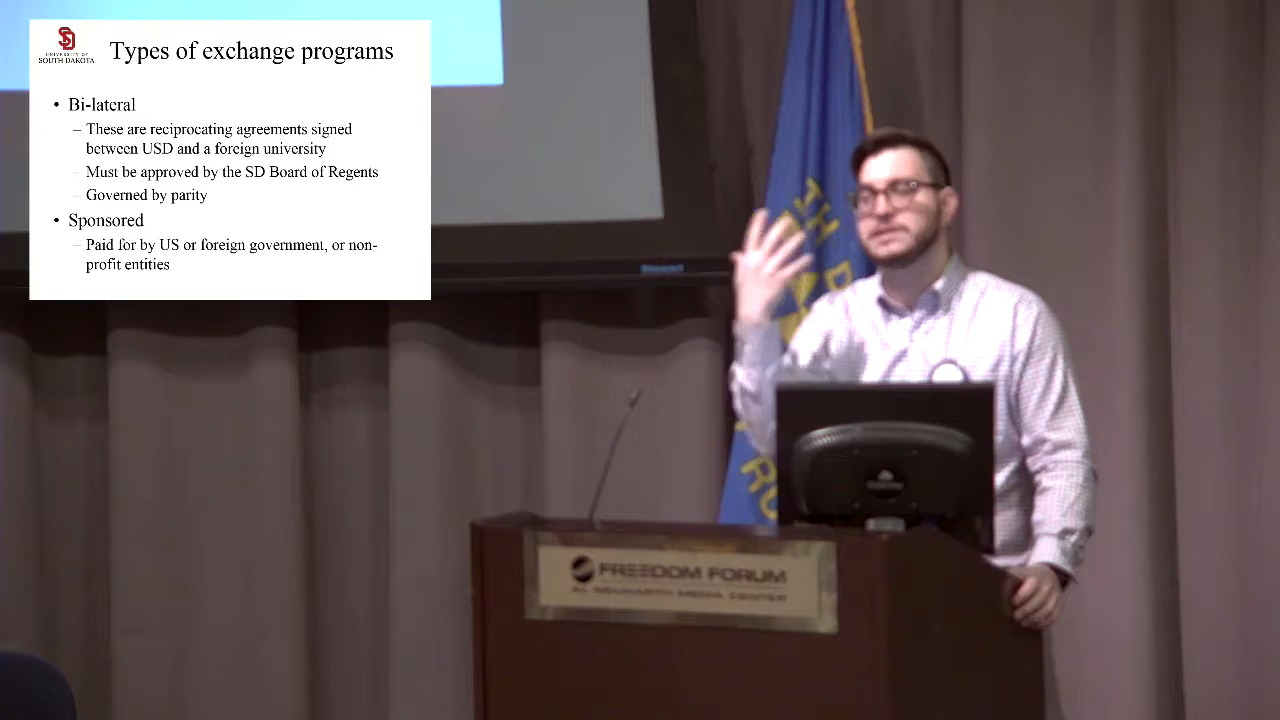 UNIVERSITY OF
SOUTH DAKOTA
Types of exchange programs
• Bi-lateral
– These are reciprocating agreements signed
between USD and a foreign university
– Must be approved by the SD Board of Regents
– Governed by parity
• Sponsored
– Paid for by US or foreign government, or non-
profit entities
FREEDOM FORUM
AL NEUHARTH MEDIA CENTER